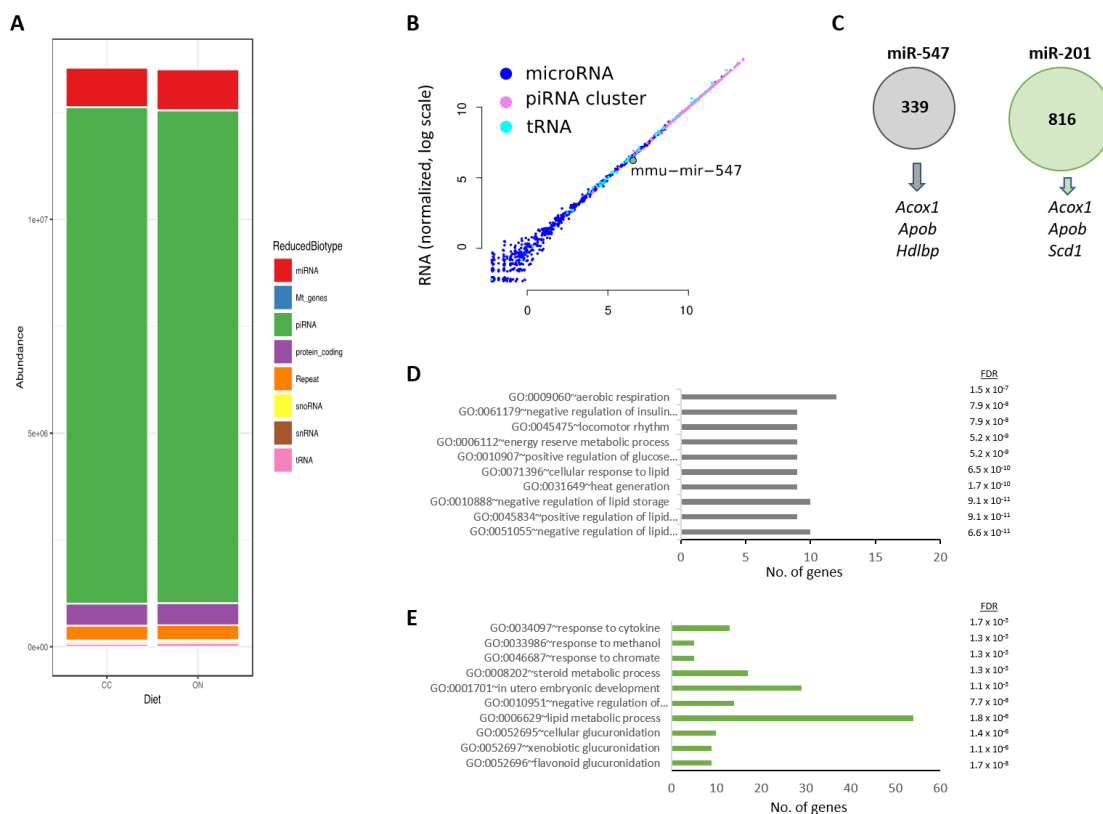 A
1e+07
5e+06
0e+00
Abundance
CC
ON
Diet
ReducedBiotype
miRNA
Mt_genes
piRNA
protein_coding
Repeat
snoRNA
snRNA
tRNA
B
microRNA
piRNA cluster
tRNA
RNA (normalized, log scale)
10
5
0
mmu−mir−547
0
5
10
C
miR-547
miR-201
339
816
Acox1
Apob
Hdlbp
Acox1
Apob
Scd1
D
FDR
GO:0009060~aerobic respiration
GO:0061179~negative regulation of insulin…
GO:0045475~locomotor rhythm
GO:0006112~energy reserve metabolic process
GO:0010907~positive regulation of glucose…
GO:0071396~cellular response to lipid
GO:0031649~heat generation
GO:0010888~negative regulation of lipid storage
GO:0045834~positive regulation of lipid…
GO:0051055~negative regulation of lipid…
1.5 x 10-7
7.9 x 10-8
7.9 x 10-8
5.2 x 10-9
5.2 x 10-9
6.5 x 10-10
1.7 x 10-10
9.1 x 10-11
9.1 x 10-11
6.6 x 10-11
0 5 10 15 20
No. of genes
E
FDR
GO:0034097~response to cytokine
GO:0033986~response to methanol
GO:0046687~response to chromate
GO:0008202~steroid metabolic process
GO:0001701~in utero embryonic development
GO:0010951~negative regulation of…
GO:0006629~lipid metabolic process
GO:0052695~cellular glucuronidation
GO:0052697~xenobiotic glucuronidation
GO:0052696~flavonoid glucuronidation
1.7 x 10-3
1.3 x 10-3
1.3 x 10-3
1.3 x 10-3
1.1 x 10-3
7.7 x 10-8
1.8 x 10-6
1.4 x 10-6
1.1 x 10-6
1.7 x 10-8
0 10 20 30 40 50 60
No. of genes